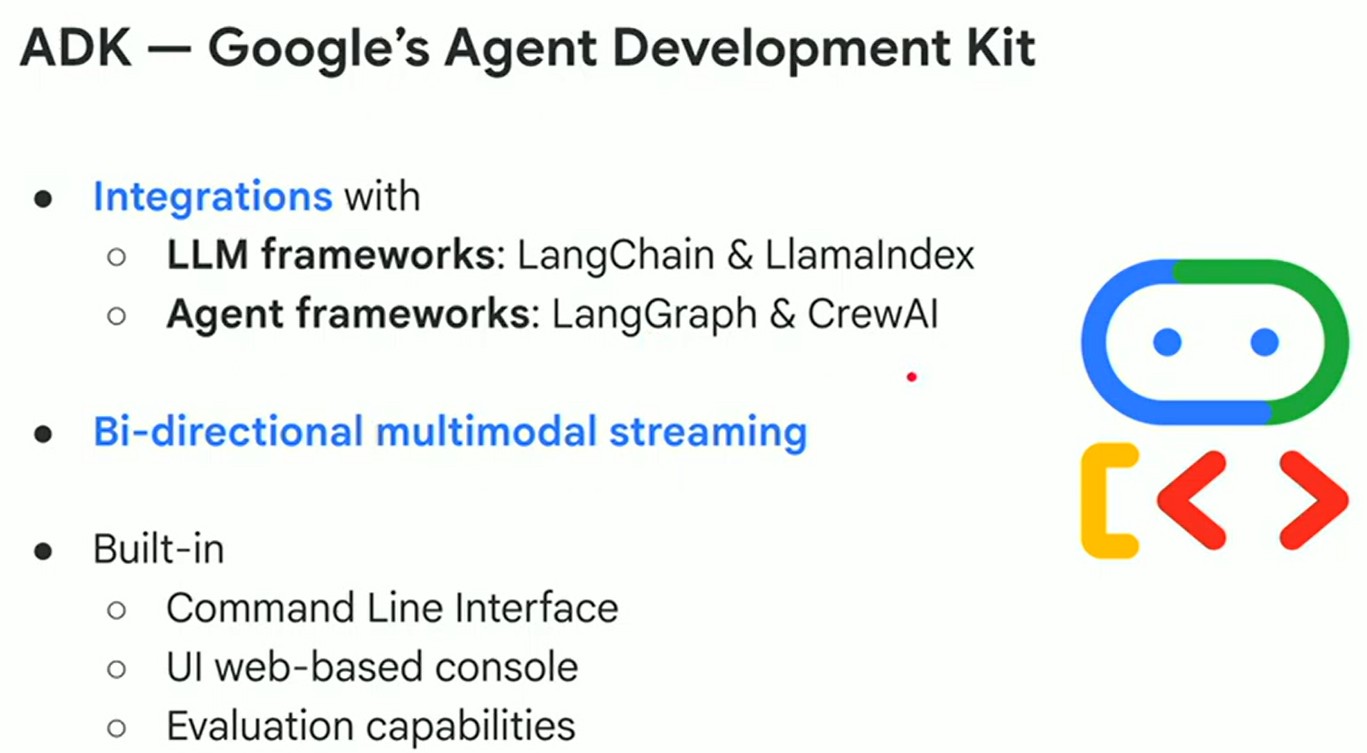 ADK — Google’s Agent Development Kit
● Integrations with
○ LLM frameworks: LangChain & LlamaIndex
○ Agent frameworks: LangGraph & CrewAI
● Bi-directional multimodal streaming
● Built-in
○ Command Line Interface
○ UI web-based console
○ Evaluation capabilities